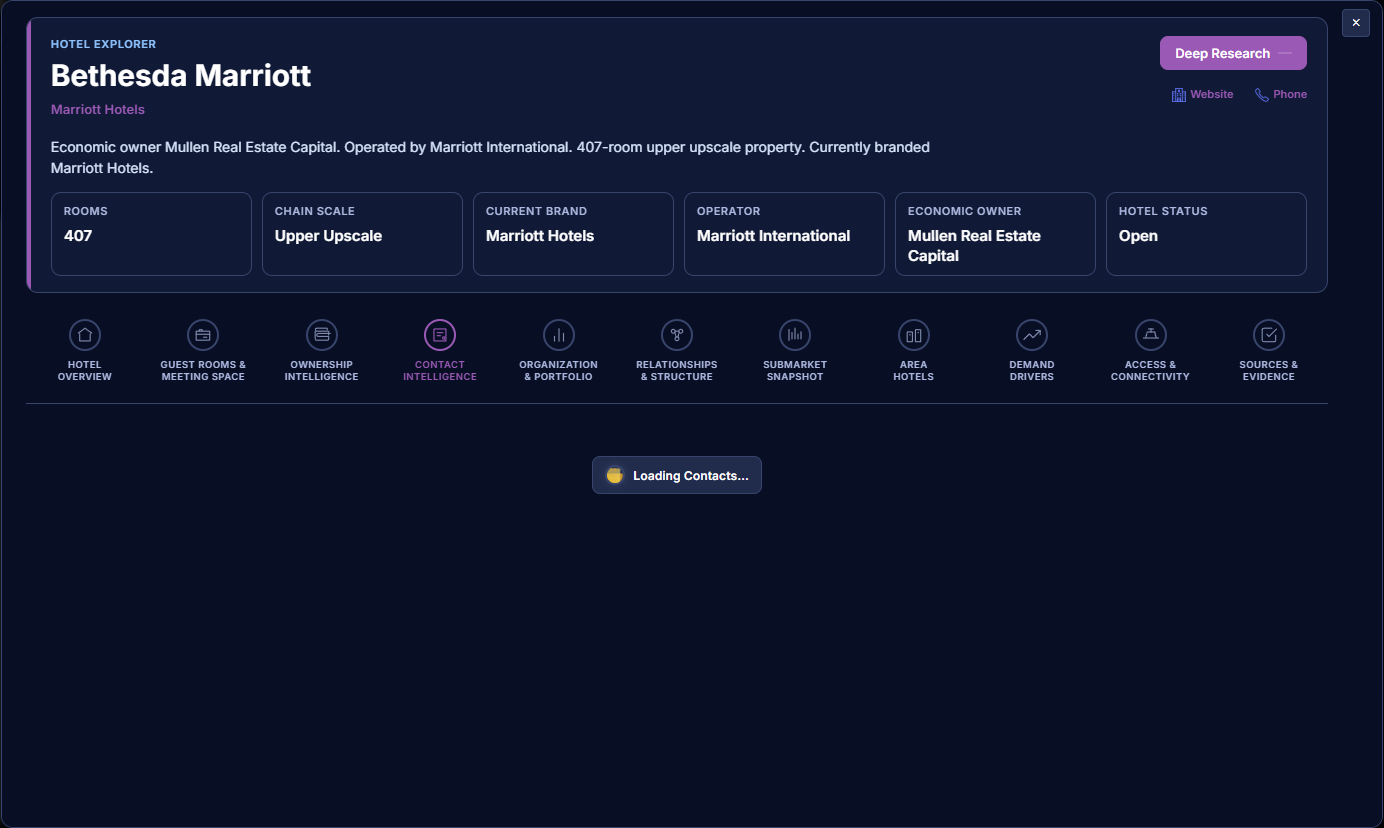 HOTEL EXPLORER
Bethesda Marriott
Marriott Hotels
Deep Research
Website
Phone
Economic owner Mullen Real Estate Capital. Operated by Marriott International. 407-room upper upscale property. Currently branded
Marriott Hotels.
ROOMS
407
CHAIN SCALE
Upper Upscale
CURRENT BRAND
Marriott Hotels
OPERATOR
Marriott International
ECONOMIC OWNER
Mullen Real Estate
Capital
HOTEL STATUS
Open
HOTEL
OVERVIEW
GUEST ROOMS &
MEETING SPACE
OWNERSHIP
INTELLIGENCE
CONTACT
INTELLIGENCE
ORGANIZATION
& PORTFOLIO
RELATIONSHIPS
& STRUCTURE
SUBMARKET
SNAPSHOT
AREA
HOTELS
DEMAND
DRIVERS
ACCESS &
CONNECTIVITY
SOURCES &
EVIDENCE
Loading Contacts...